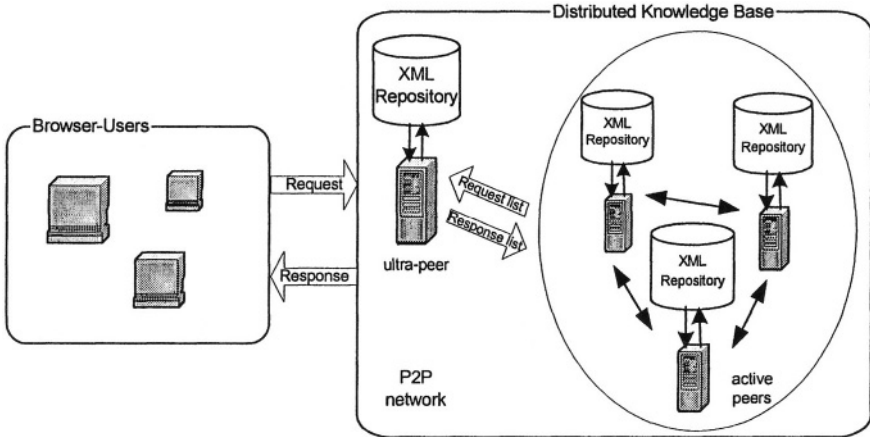 Distributed Knowledge Base
XML
Repository
Browser-Users
Request
Response
ultra-peer
Request list
Response list
XML
Repository
XML
Repository
XML
Repository
P2P
network
active
peers